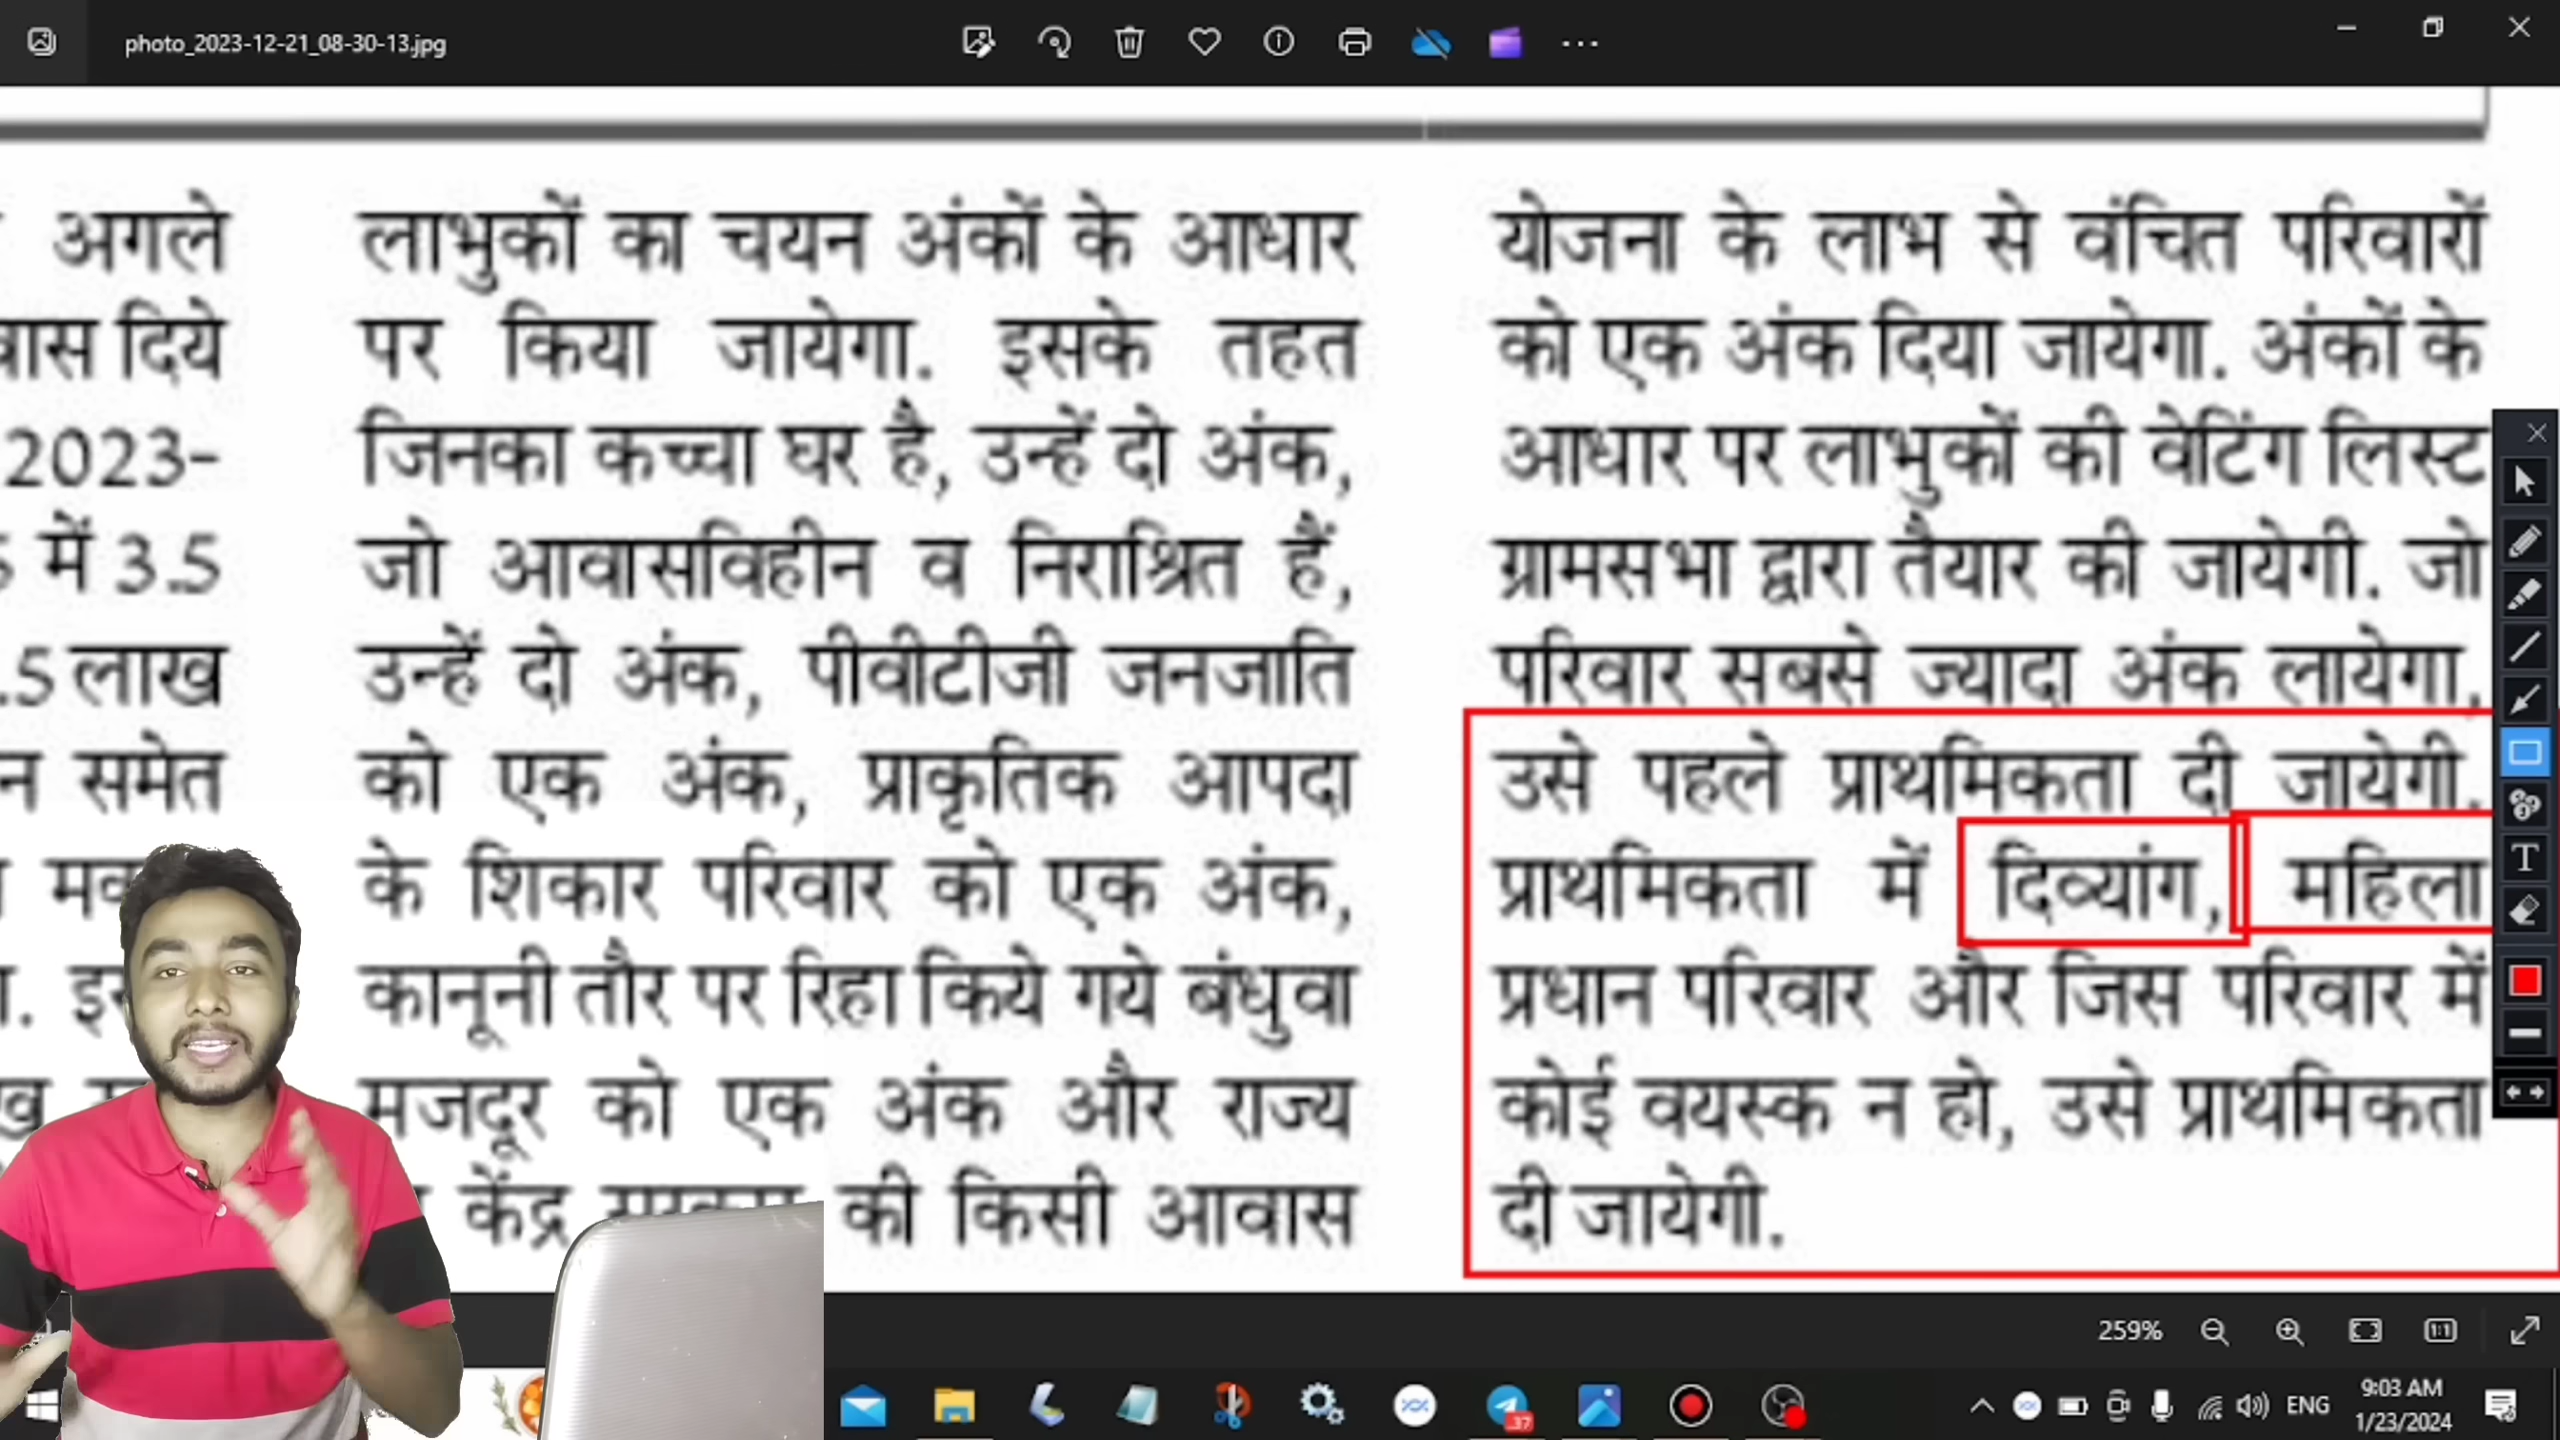 photo_2023-12-21_08-30-13.jpg
अगले
दिये
2023-
में 3.5
.5 लाख
समेत
लाभुकों का चयन अंकों के आधार
पर किया जायेगा. इसके तहत
जिनका कच्चा घर है, उन्हें दो अंक,
जो आवासविहीन व निराश्रित हैं,
उन्हें दो अंक, पीवीटीजी जनजाति
को एक अंक, प्राकृतिक आपदा
के शिकार परिवार को एक अंक,
कानूनी तौर पर रिहा किये गये बंधुवा
मजदूर को एक अंक और राज्य
केंद्र की किसी आवास
योजना के लाभ से वंचित परिवारों
को एक अंक दिया जायेगा. अंकों के
आधार पर लाभुकों की वेटिंग लिस्ट
ग्रामसभा द्वारा तैयार की जायेगी. जो
परिवार सबसे ज्यादा अंक लायेगा,
उसे पहले प्राथमिकता दी जायेगी.
प्राथमिकता में दिव्यांग, महिला
प्रधान परिवार और जिस परिवार में
कोई वयस्क न हो, उसे प्राथमिकता
दी जायेगी.
259%
37
ENG
9:03 AM
1/23/2024